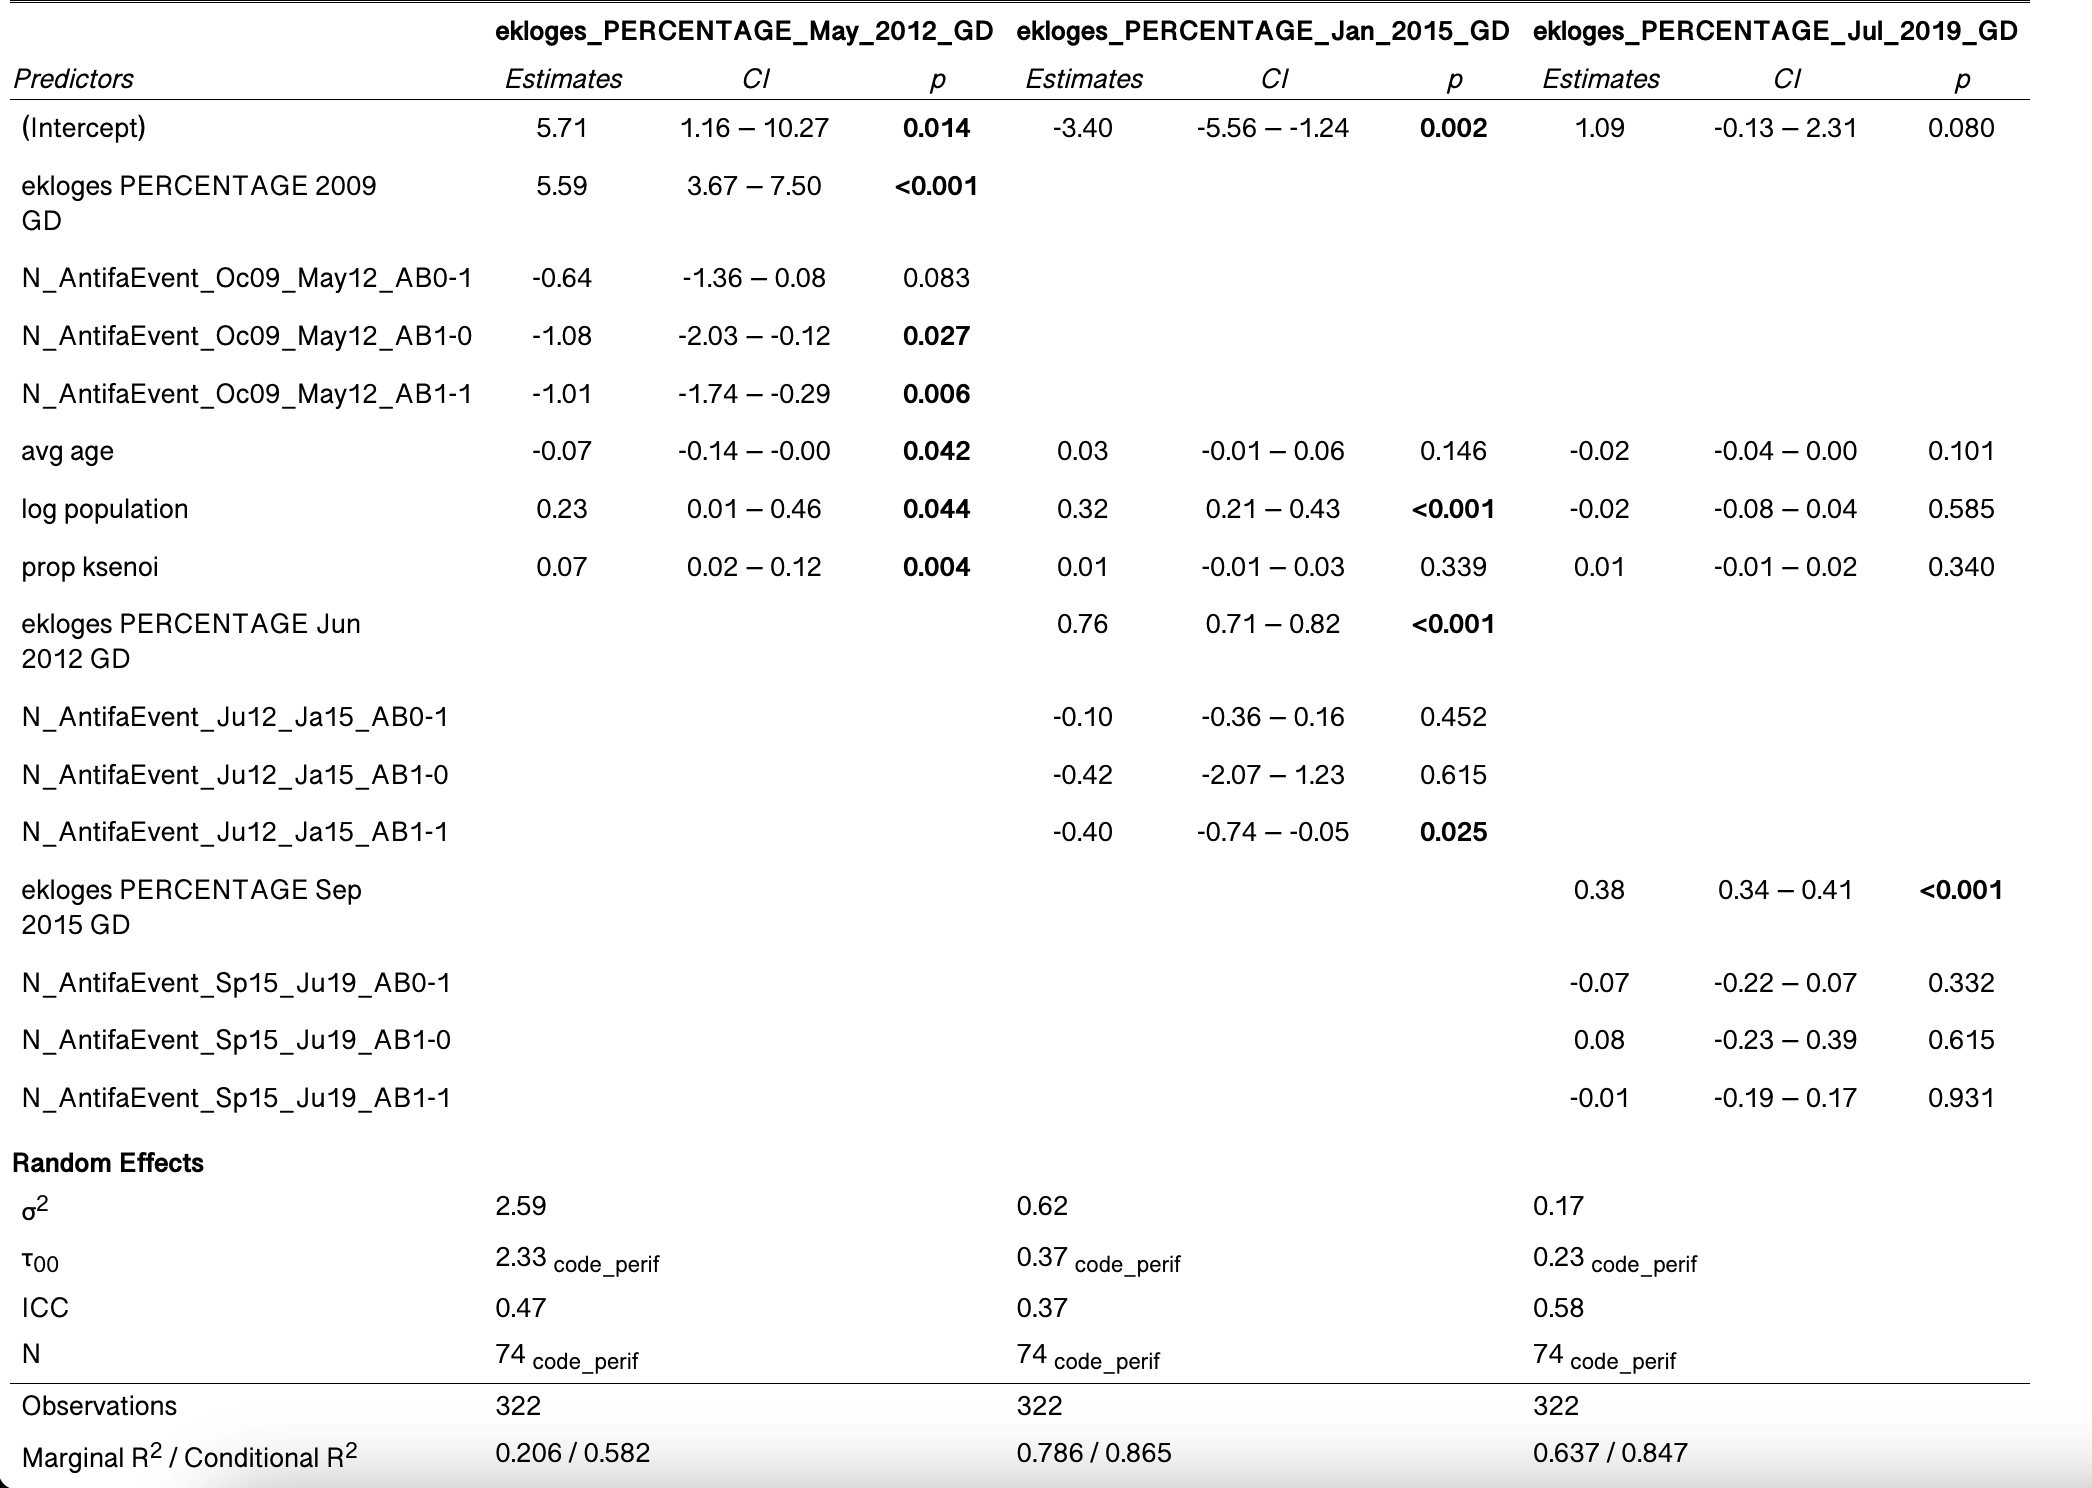 ekloges_PERCENTAGE_May_2012_GD ekloges_PERCENTAGE_Jan_2015_GD ekloges_PERCENTAGE_Jul_2019_GD
Predictors Estimates CI p Estimates CI p Estimates CI p
(Intercept) 5.71 1.16 – 10.27 0.014 -3.40 -5.56 – -1.24 0.002 1.09 -0.13 – 2.31 0.080
ekloges PERCENTAGE 2009 5.59 3.67 – 7.50 <0.001
GD
N_AntifaEvent_Oc09_May12_AB0-1 -0.64 -1.36 – 0.08 0.083
N_AntifaEvent_Oc09_May12_AB1-0 -1.08 -2.03 – -0.12 0.027
N_AntifaEvent_Oc09_May12_AB1-1 -1.01 -1.74 – -0.29 0.006
avg age -0.07 -0.14 – -0.00 0.042 0.03 -0.01 – 0.06 0.146 -0.02 -0.04 – 0.00 0.101
log population 0.23 0.01 – 0.46 0.044 0.32 0.21 – 0.43 <0.001 -0.02 -0.08 – 0.04 0.585
prop ksenoi 0.07 0.02 – 0.12 0.004 0.01 -0.01 – 0.03 0.339 0.01 -0.01 – 0.02 0.340
ekloges PERCENTAGE Jun 0.76 0.71 – 0.82 <0.001
2012 GD
N_AntifaEvent_Ju12_Ja15_AB0-1 -0.10 -0.36 – 0.16 0.452
N_AntifaEvent_Ju12_Ja15_AB1-0 -0.42 -2.07 – 1.23 0.615
N_AntifaEvent_Ju12_Ja15_AB1-1 -0.40 -0.74 – -0.05 0.025
ekloges PERCENTAGE Sep 0.38 0.34 – 0.41 <0.001
2015 GD
N_AntifaEvent_Sp15_Ju19_AB0-1 -0.07 -0.22 – 0.07 0.332
N_AntifaEvent_Sp15_Ju19_AB1-0 0.08 -0.23 – 0.39 0.615
N_AntifaEvent_Sp15_Ju19_AB1-1 -0.01 -0.19 – 0.17 0.931
Random Effects
σ2 2.59 0.62 0.17
τ00 2.33 code_perif 0.37 code_perif 0.23 code_perif
ICC 0.47 0.37 0.58
N 74 code_perif 74 code_perif 74 code_perif
Observations 322 322 322
Marginal R2 / Conditional R2 0.206 / 0.582 0.786 / 0.865 0.637 / 0.847